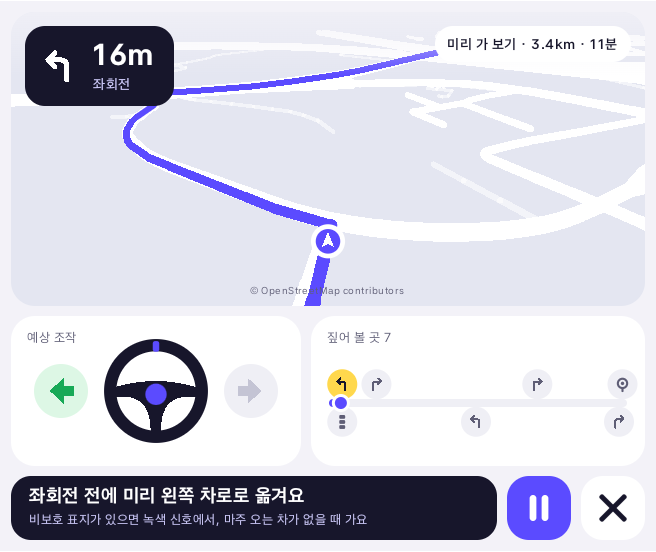 16m
좌회전
미리 가 보기 · 3.4km · 11분
© OpenStreetMap contributors
예상 조작
짚어 볼 곳 7
좌회전 전에 미리 왼쪽 차로로 옮겨요
비보호 표지가 있으면 녹색 신호에서, 마주 오는 차가 없을 때 가요